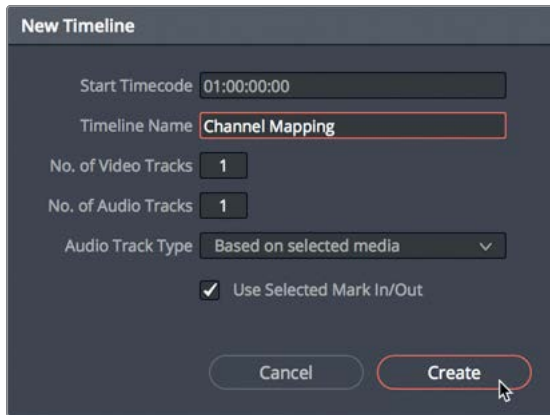 New Timeline
Start Timecode 01:00:00:00
Timeline Name Channel Mapping
No. of Video Tracks 1
No. of Audio Tracks 1
Audio Track Type Based on selected media
Use Selected Mark In/Out
Cancel Create